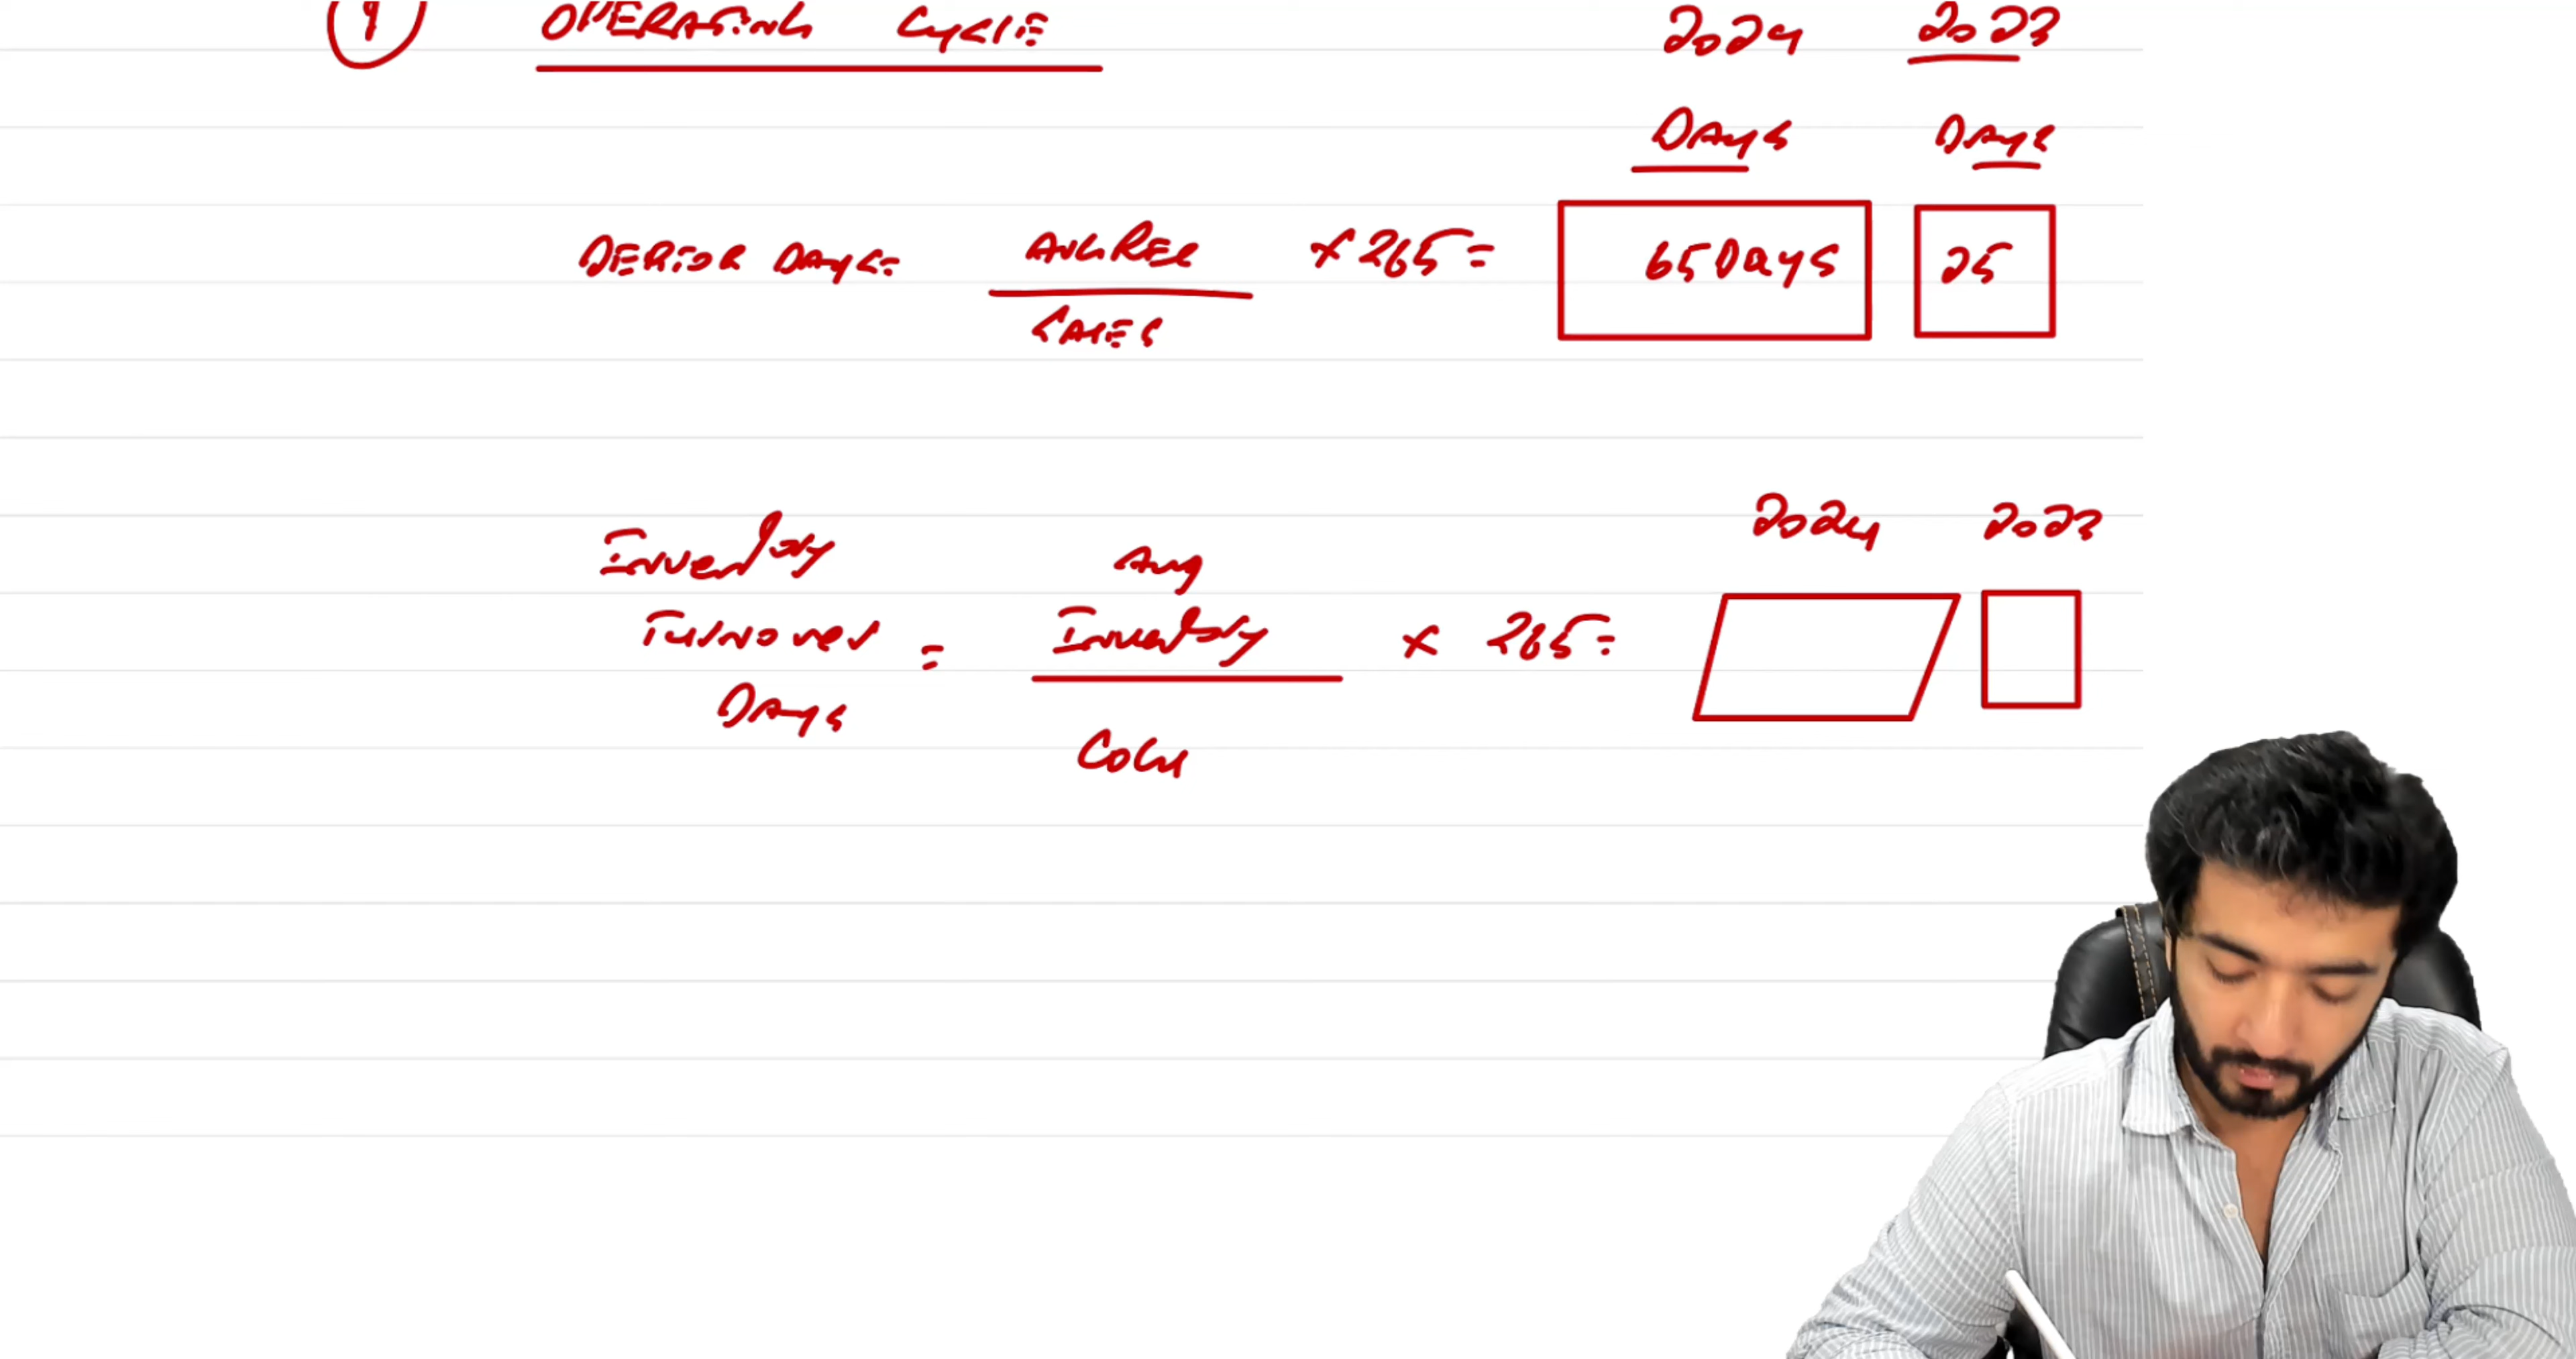 1 OPERATING CYCLE 2024 2023
DAYS DAYS
DEBTOR DAYS= AVG REC X 365= 65 Days 25
SALES
2024 2023
Inventory Avg
Turnover = Inventory x 365=
DAYS
COGS